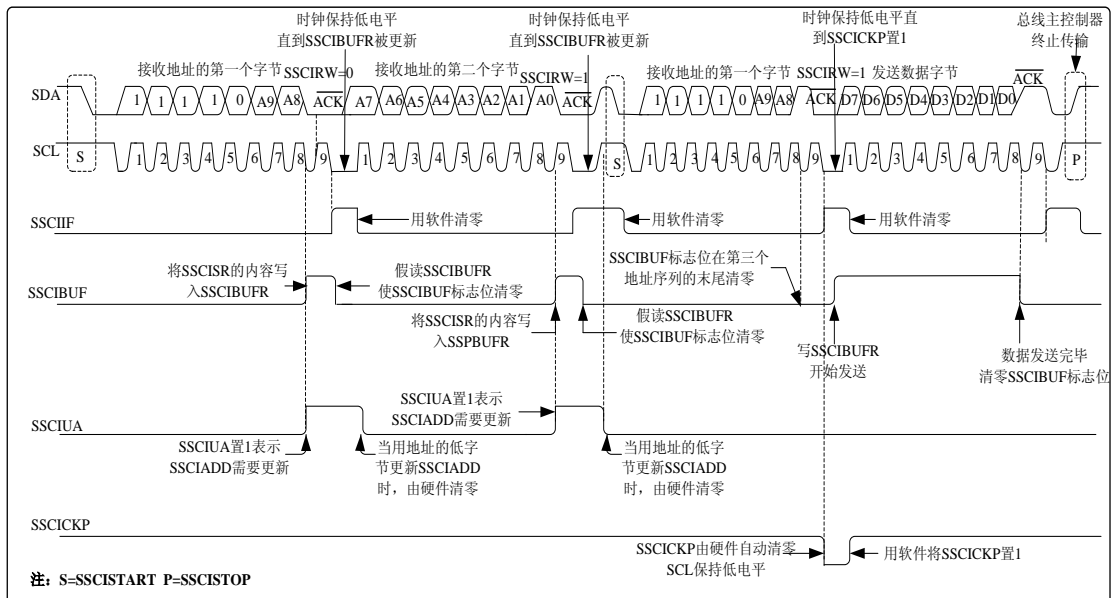 时钟保持低电平
直到SSCIBUFR被更新
时钟保持低电平
直到SSCIBUFR被更新
时钟保持低电平直
到SSCICKP置1
总线主控制器
终止传输
接收地址的第一个字节 SSCIRW=0 接收地址的第二个字节 SSCIRW=1 接收地址的第一个字节 SSCIRW=1 发送数据字节 ACK
SDA 1 1 1 1 0 A9 A8 ACK A7 A6 A5 A4 A3 A2 A1 A0 ACK 1 1 1 1 0 A9 A8 ACK D7 D6 D5 D4 D3 D2 D1 D0
SCL S 1 2 3 4 5 6 7 8 9 1 2 3 4 5 6 7 8 9 S 1 2 3 4 5 6 7 8 9 1 2 3 4 5 6 7 8 9 P
SSCIIF 用软件清零 用软件清零 用软件清零
SSCIBUF
将SSCISR的内容写
入SSCIBUFR
假读SSCIBUFR
使SSCIBUF标志位清零
将SSCISR的内容写
入SSPBUFR
假读SSCIBUFR
使SSCIBUF标志位清零
SSCIBUF标志位在第三个
地址序列的末尾清零
写SSCIBUFR
开始发送
数据发送完毕
清零SSCIBUF标志位
SSCIUA
SSCIUA置1表示
SSCIADD需要更新
当用地址的低字
节更新SSCIADD
时，由硬件清零
SSCIUA置1表示
SSCIADD需要更新
当用地址的低字
节更新SSCIADD
时，由硬件清零
SSCICKP
SSCICKP由硬件自动清零
SCL保持低电平
用软件将SSCICKP置1
注: S=SSCISTART P=SSCISTOP